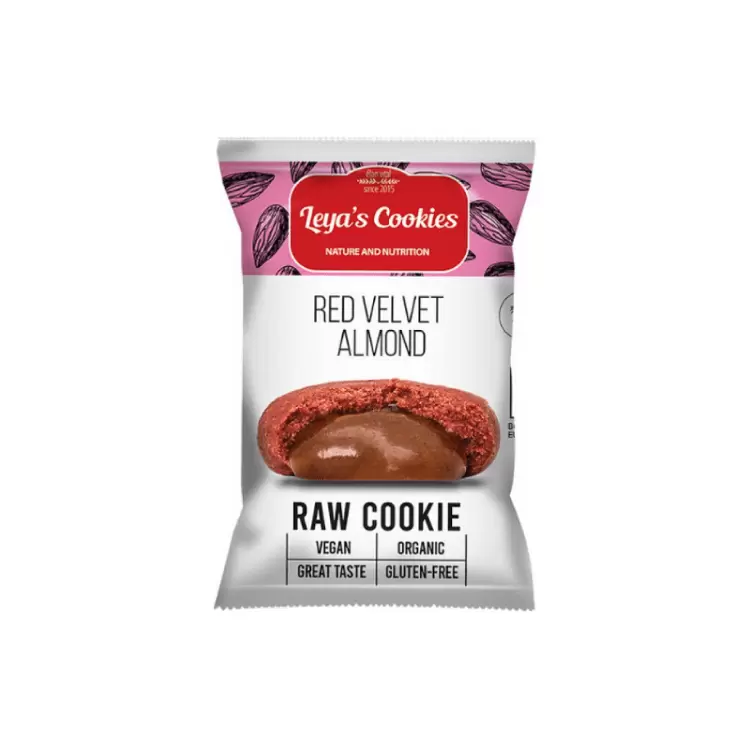 since 2015
Leya's Cookies
NATURE AND NUTRITION
RED VELVET
ALMOND
RAW COOKIE
VEGAN
ORGANIC
GREAT TASTE
GLUTEN-FREE